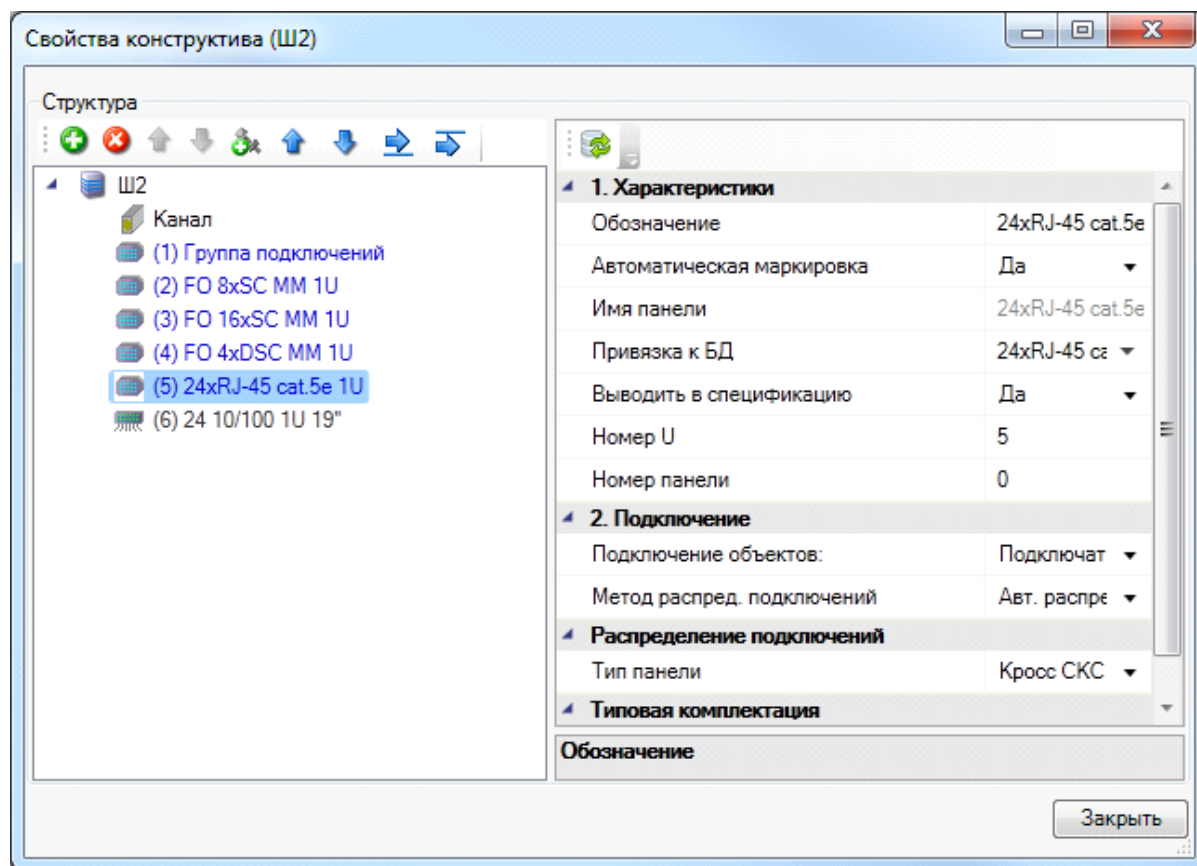 Свойства конструктива (Ш2)
Структура
Ш2
Канал
(1) Группа подключений
(2) FO 8xSC MM 1U
(3) FO 16xSC MM 1U
(4) FO 4xDSC MM 1U
(5) 24xRJ-45 cat.5e 1U
(6) 24 10/100 1U 19"
1. Характеристики
Обозначение 24xRJ-45 cat.5e
Автоматическая маркировка Да
Имя панели 24xRJ-45 cat.5e
Привязка к БД 24xRJ-45 ca
Выводить в спецификацию Да
Номер U 5
Номер панели 0
2. Подключение
Подключение объектов: Подключат
Метод распред. подключений Авт. распре
Распределение подключений
Тип панели Кросс СКС
Типовая комплектация
Обозначение
Закрыть